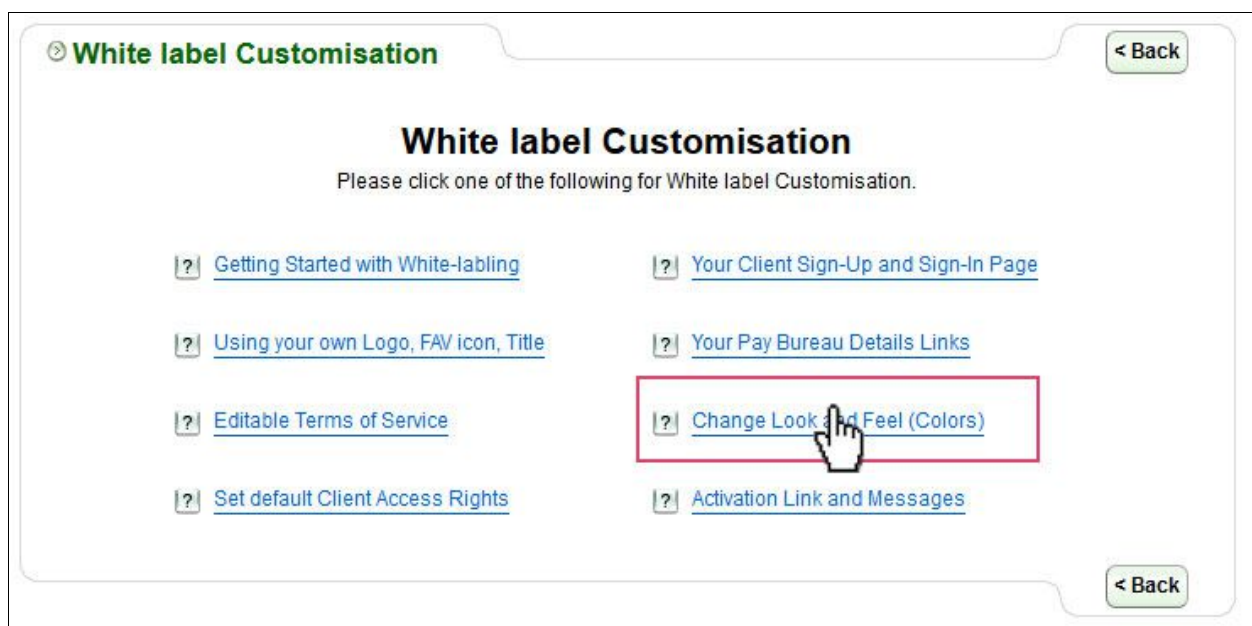 White label Customisation
< Back
White label Customisation
Please click one of the following for White label Customisation.
? Getting Started with White-labling
? Your Client Sign-Up and Sign-In Page
? Using your own Logo, FAV icon, Title
? Your Pay Bureau Details Links
? Editable Terms of Service
? Change Look and Feel (Colors)
? Set default Client Access Rights
? Activation Link and Messages
< Back